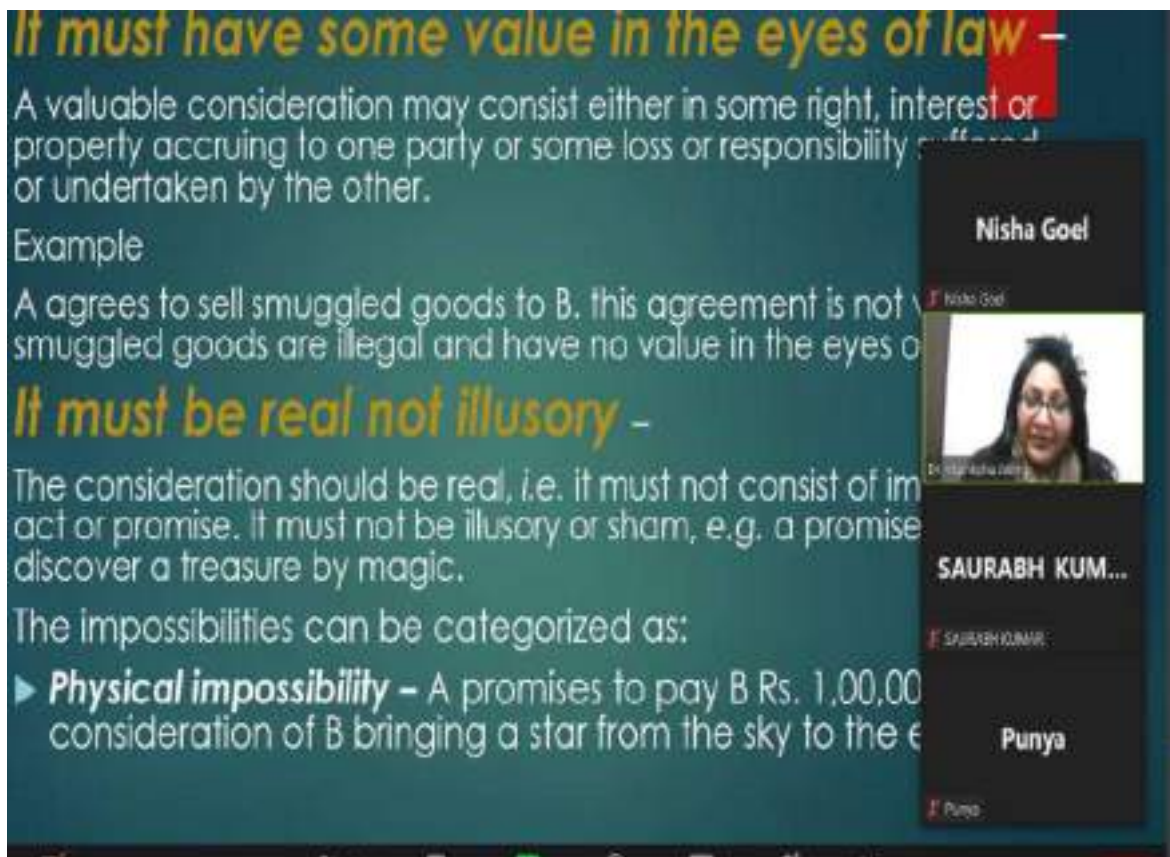 It must have some value in the eyes of law –
A valuable consideration may consist either in some right, interest or
property accruing to one party or some loss or responsibility suffered
or undertaken by the other.
Example
A agrees to sell smuggled goods to B. this agreement is not
smuggled goods are illegal and have no value in the eyes
It must be real not illusory –
The consideration should be real, i.e. it must not consist of
act or promise. It must not be illusory or sham, e.g. a promise
discover a treasure by magic.
The impossibilities can be categorized as:
Physical impossibility – A promises to pay B Rs. 1,00,00
consideration of B bringing a star from the sky to the
Nisha Goel
Nisha Goel
SAURABH KUM...
SAURABH KUMAR
Punya
Punya